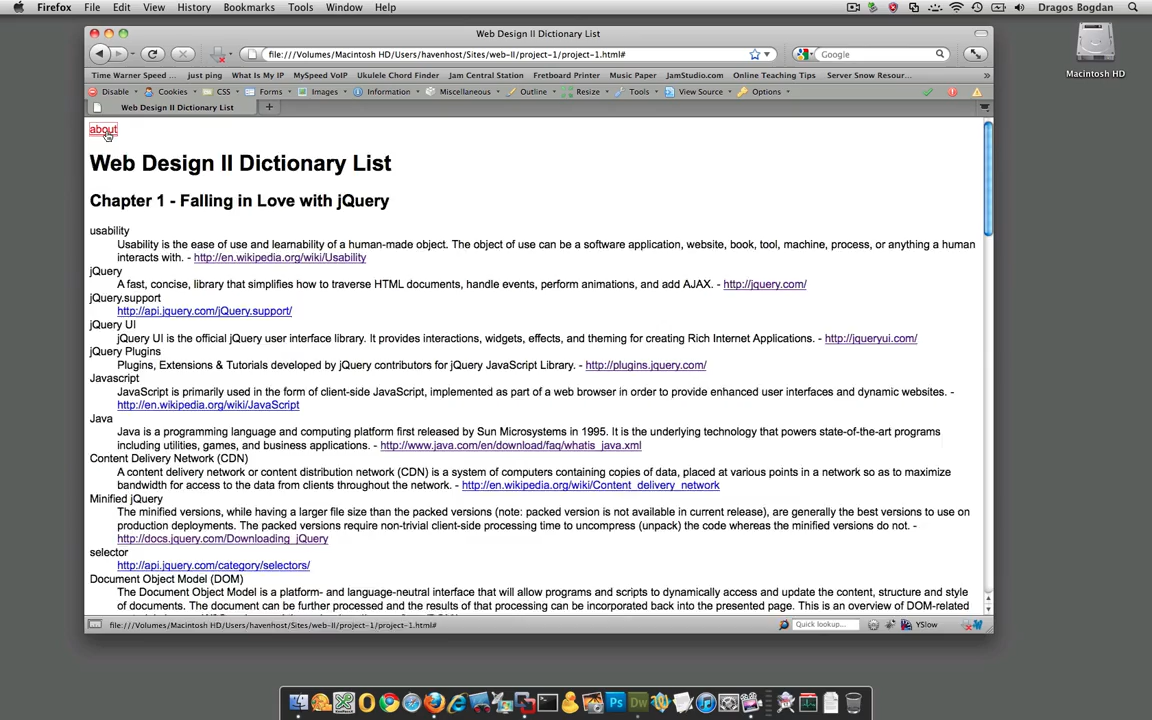 Firefox File Edit View History Bookmarks Tools Window Help Dragos Bogdan
Web Design II Dictionary List
file:///Volumes/Macintosh HD/Users/havenhost/Sites/web-II/project-1/project-1.html# Google
Time Warner Speed ... just ping What Is My IP MySpeed VoIP Ukulele Chord Finder Jam Central Station Fretboard Printer Music Paper JamStudio.com Online Teaching Tips Server Snow Resour... »
Disable Cookies CSS Forms Images Information Miscellaneous Outline Resize Tools View Source Options
Web Design II Dictionary List +
Macintosh HD
about
Web Design II Dictionary List
Chapter 1 - Falling in Love with jQuery
usability
Usability is the ease of use and learnability of a human-made object. The object of use can be a software application, website, book, tool, machine, process, or anything a human
interacts with. - http://en.wikipedia.org/wiki/Usability
jQuery
A fast, concise, library that simplifies how to traverse HTML documents, handle events, perform animations, and add AJAX. - http://jquery.com/
jQuery.support
http://api.jquery.com/jQuery.support/
jQuery UI
jQuery UI is the official jQuery user interface library. It provides interactions, widgets, effects, and theming for creating Rich Internet Applications. - http://jqueryui.com/
jQuery Plugins
Plugins, Extensions & Tutorials developed by jQuery contributors for jQuery JavaScript Library. - http://plugins.jquery.com/
Javascript
JavaScript is primarily used in the form of client-side JavaScript, implemented as part of a web browser in order to provide enhanced user interfaces and dynamic websites. -
http://en.wikipedia.org/wiki/JavaScript
Java
Java is a programming language and computing platform first released by Sun Microsystems in 1995. It is the underlying technology that powers state-of-the-art programs
including utilities, games, and business applications. - http://www.java.com/en/download/faq/whatis_java.xml
Content Delivery Network (CDN)
A content delivery network or content distribution network (CDN) is a system of computers containing copies of data, placed at various points in a network so as to maximize
bandwidth for access to the data from clients throughout the network. - http://en.wikipedia.org/wiki/Content_delivery_network
Minified jQuery
The minified versions, while having a larger file size than the packed versions (note: packed version is not available in current release), are generally the best versions to use on
production deployments. The packed versions require non-trivial client-side processing time to uncompress (unpack) the code whereas the minified versions do not. -
http://docs.jquery.com/Downloading_jQuery
selector
http://api.jquery.com/category/selectors/
Document Object Model (DOM)
The Document Object Model is a platform- and language-neutral interface that will allow programs and scripts to dynamically access and update the content, structure and style
of documents. The document can be further processed and the results of that processing can be incorporated back into the presented page. This is an overview of DOM-related
file:///Volumes/Macintosh HD/Users/havenhost/Sites/web-II/project-1/project-1.html# Quick lookup... YSlow
Ps Dw